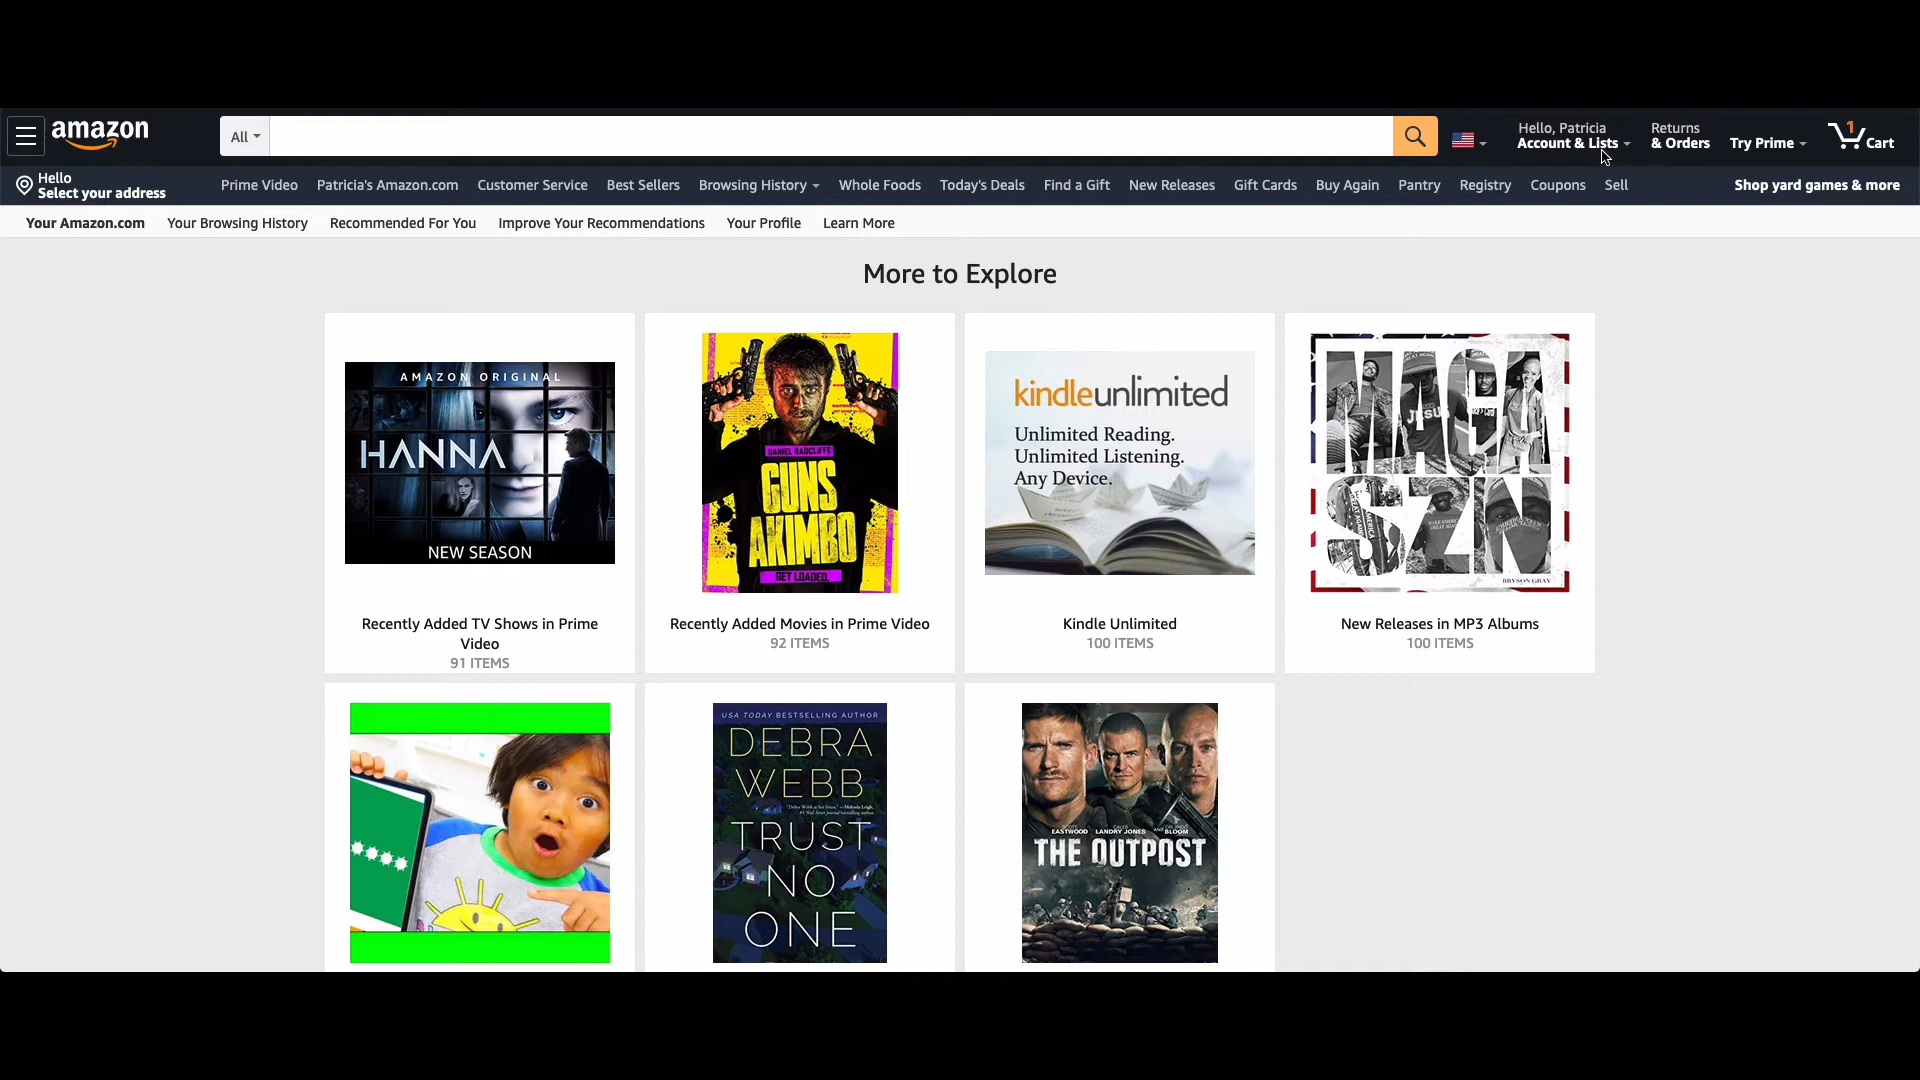 amazon
All
Hello, Patricia
Account & Lists
Returns
& Orders
Try Prime
1
Cart
Hello
Select your address
Prime Video
Patricia's Amazon.com
Customer Service
Best Sellers
Browsing History
Whole Foods
Today's Deals
Find a Gift
New Releases
Gift Cards
Buy Again
Pantry
Registry
Coupons
Sell
Shop yard games & more
Your Amazon.com
Your Browsing History
Recommended For You
Improve Your Recommendations
Your Profile
Learn More
More to Explore
AMAZON ORIGINAL
HANNA
NEW SEASON
Recently Added TV Shows in Prime
Video
91 ITEMS
DANIEL RADCLIFFE
GUNS
AKIMBO
GET LOADED.
Recently Added Movies in Prime Video
92 ITEMS
kindleunlimited
Unlimited Reading.
Unlimited Listening.
Any Device.
Kindle Unlimited
100 ITEMS
MAGA
JESUS
SZN
BRYSON GRAY
New Releases in MP3 Albums
100 ITEMS
USA TODAY BESTSELLING AUTHOR
DEBRA
WEBB
TRUST
NO
ONE
SCOTT EASTWOOD
CALEB LANDRY JONES
AND ORLANDO BLOOM
THE OUTPOST